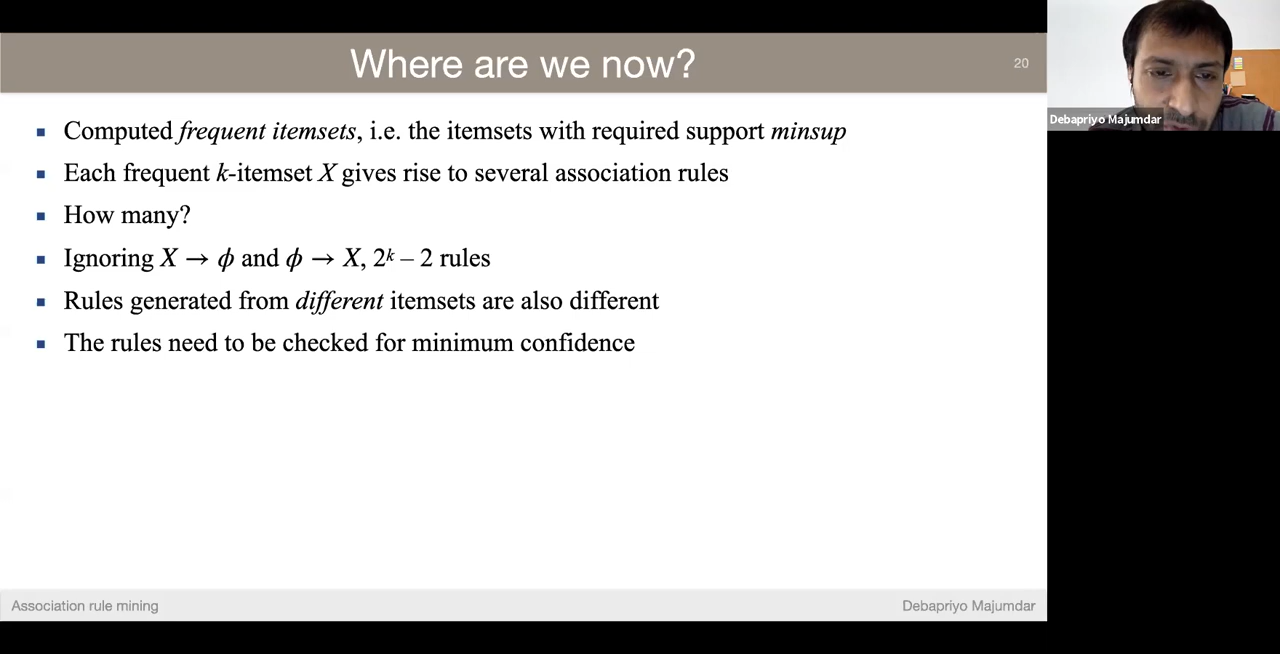 Where are we now?
20
Computed frequent itemsets, i.e. the itemsets with required support minsup
Each frequent k-itemset X gives rise to several association rules
How many?
Ignoring X → ϕ and ϕ → X, 2ᵏ – 2 rules
Rules generated from different itemsets are also different
The rules need to be checked for minimum confidence
Association rule mining
Debapriyo Majumdar
Debapriyo Majumdar